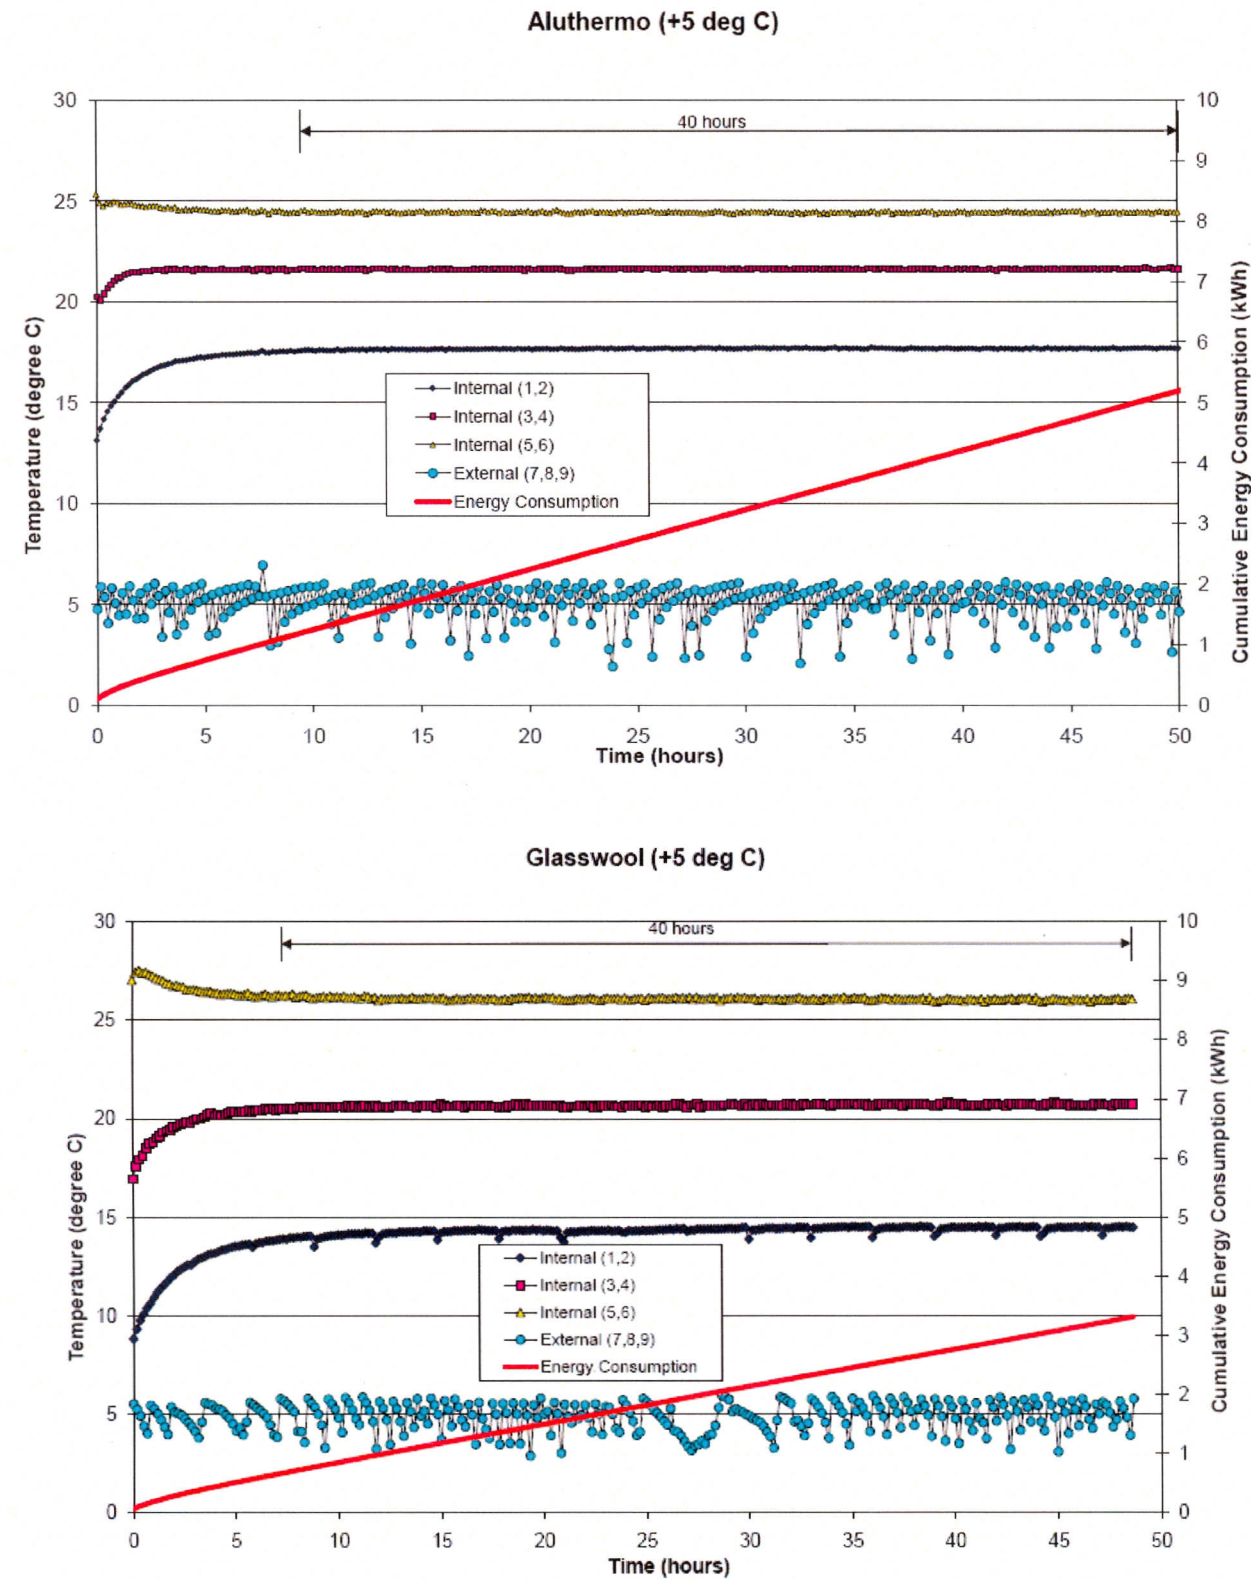 Aluthermo (+5 deg C)
40 hours
30
25
20
15
10
5
0
Temperature (degree C)
10
9
8
7
6
5
4
3
2
1
0
Cumulative Energy Consumption (kWh)
Internal (1,2)
Internal (3,4)
Internal (5,6)
External (7,8,9)
Energy Consumption
0 5 10 15 20 25 30 35 40 45 50
Time (hours)
Glasswool (+5 deg C)
40 hours
30
25
20
15
10
5
0
Temperature (degree C)
10
9
8
7
6
5
4
3
2
1
0
Cumulative Energy Consumption (kWh)
Internal (1,2)
Internal (3,4)
Internal (5,6)
External (7,8,9)
Energy Consumption
0 5 10 15 20 25 30 35 40 45 50
Time (hours)